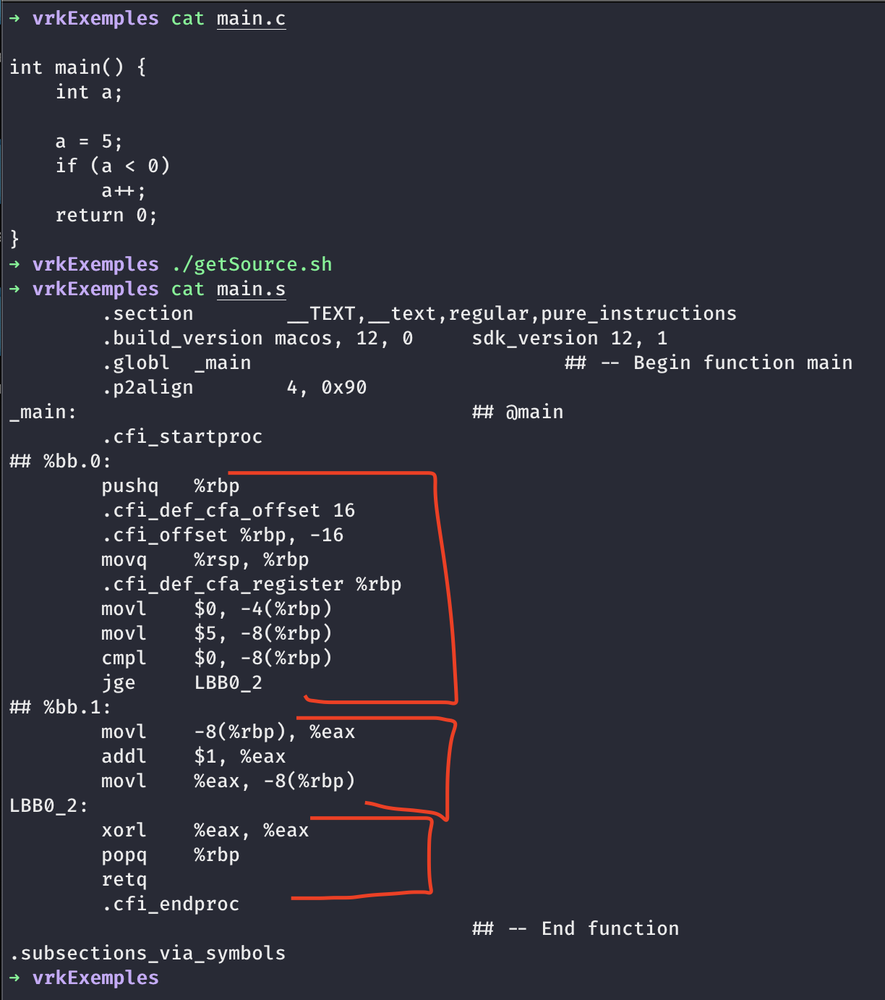 → vrkExemples cat main.c
int main() {
    int a;
    a = 5;
    if (a < 0)
        a++;
    return 0;
}
→ vrkExemples ./getSource.sh
→ vrkExemples cat main.s
        .section        __TEXT,__text,regular,pure_instructions
        .build_version macos, 12, 0     sdk_version 12, 1
        .globl  _main                           ## -- Begin function main
        .p2align        4, 0x90
_main:                                  ## @main
        .cfi_startproc
## %bb.0:
        pushq   %rbp
        .cfi_def_cfa_offset 16
        .cfi_offset %rbp, -16
        movq    %rsp, %rbp
        .cfi_def_cfa_register %rbp
        movl    $0, -4(%rbp)
        movl    $5, -8(%rbp)
        cmpl    $0, -8(%rbp)
        jge     LBB0_2
## %bb.1:
        movl    -8(%rbp), %eax
        addl    $1, %eax
        movl    %eax, -8(%rbp)
LBB0_2:
        xorl    %eax, %eax
        popq    %rbp
        retq
        .cfi_endproc
                                        ## -- End function
.subsections_via_symbols
→ vrkExemples